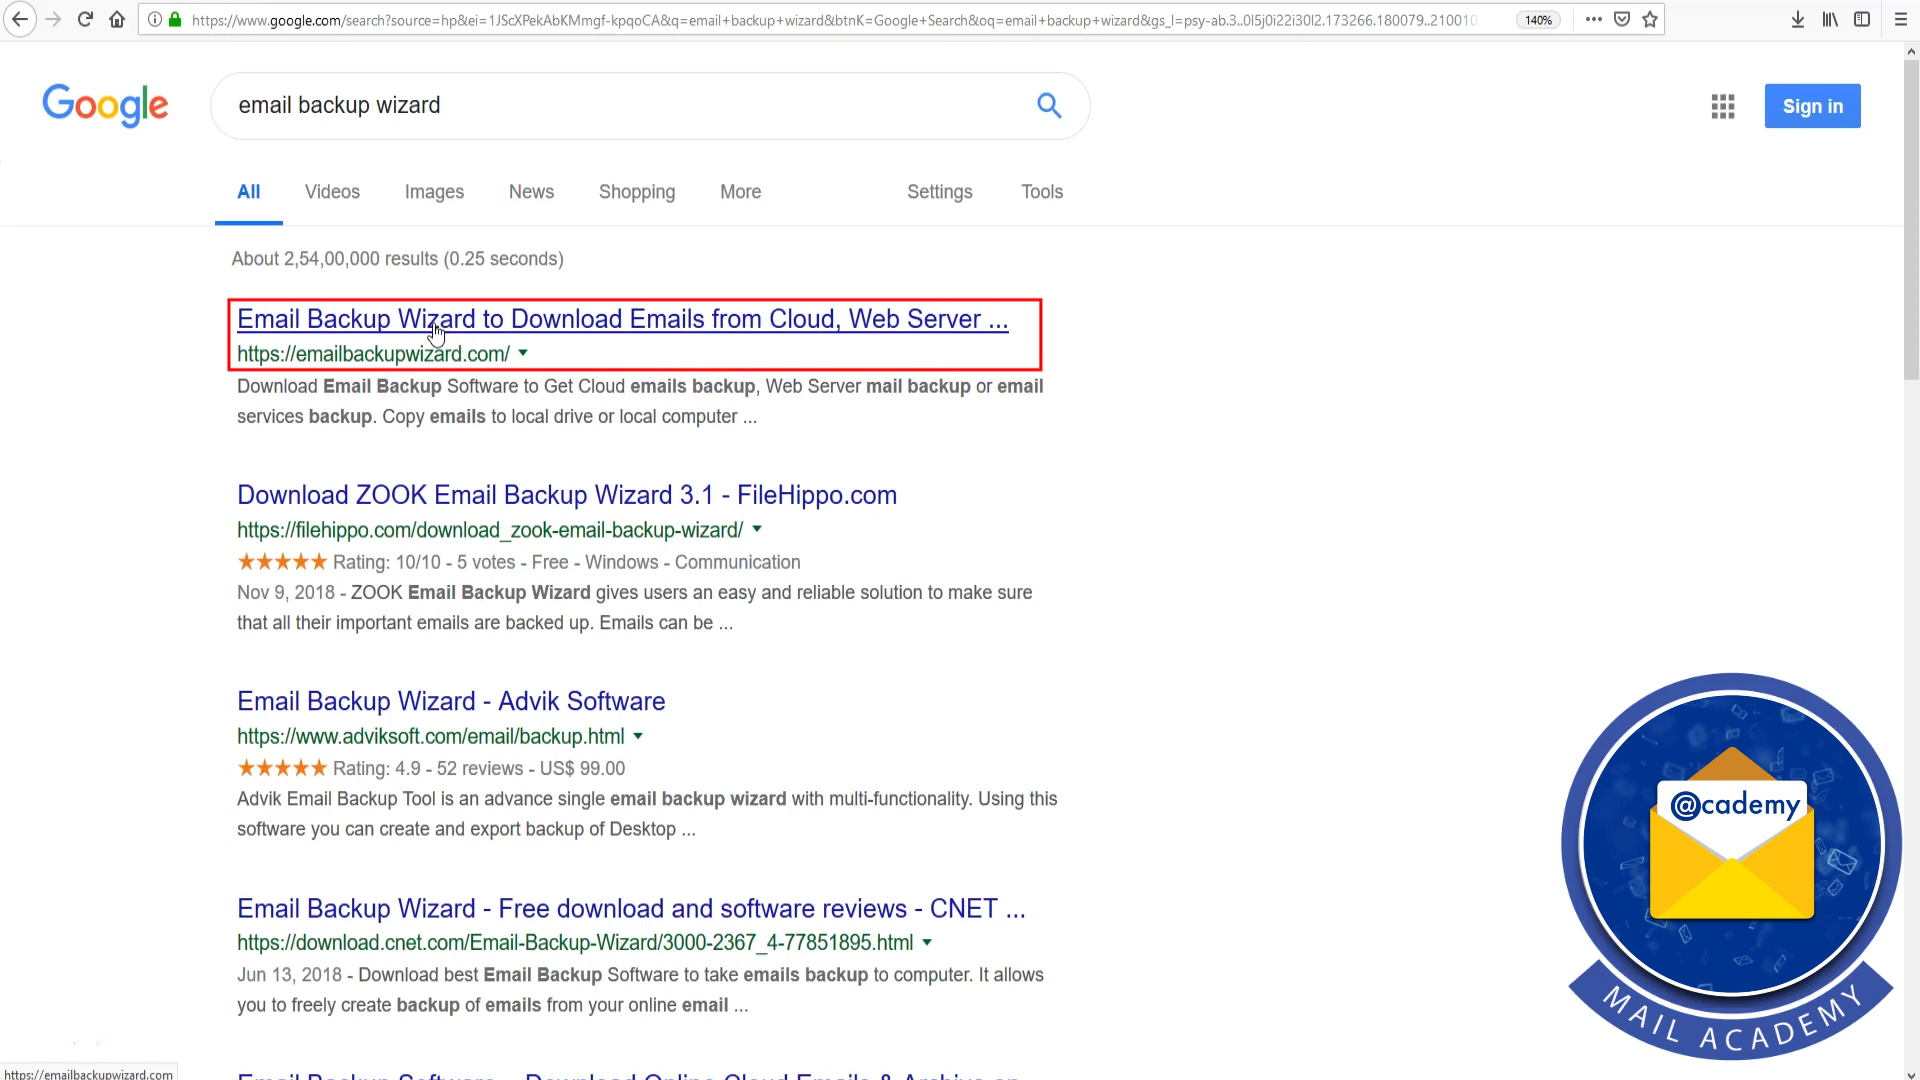 https://www.google.com/search?source=hp&ei=1JScXPekAbKMmgf-kpqoCA&q=email+backup+wizard&btnK=Google+Search&oq=email+backup+wizard&gs_l=psy-ab.3..0l5j0i22i30l2.173266.180079..210010
140%
Google
email backup wizard
Sign in
All Videos Images News Shopping More Settings Tools
About 2,54,00,000 results (0.25 seconds)
Email Backup Wizard to Download Emails from Cloud, Web Server ...
https://emailbackupwizard.com/
Download Email Backup Software to Get Cloud emails backup, Web Server mail backup or email
services backup. Copy emails to local drive or local computer ...
Download ZOOK Email Backup Wizard 3.1 - FileHippo.com
https://filehippo.com/download_zook-email-backup-wizard/
Rating: 10/10 - 5 votes - Free - Windows - Communication
Nov 9, 2018 - ZOOK Email Backup Wizard gives users an easy and reliable solution to make sure
that all their important emails are backed up. Emails can be ...
Email Backup Wizard - Advik Software
https://www.adviksoft.com/email/backup.html
Rating: 4.9 - 52 reviews - US$ 99.00
Advik Email Backup Tool is an advance single email backup wizard with multi-functionality. Using this
software you can create and export backup of Desktop ...
Email Backup Wizard - Free download and software reviews - CNET ...
https://download.cnet.com/Email-Backup-Wizard/3000-2367_4-77851895.html
Jun 13, 2018 - Download best Email Backup Software to take emails backup to computer. It allows
you to freely create backup of emails from your online email ...
@cademy
MAIL ACADEMY
https://emailbackupwizard.com